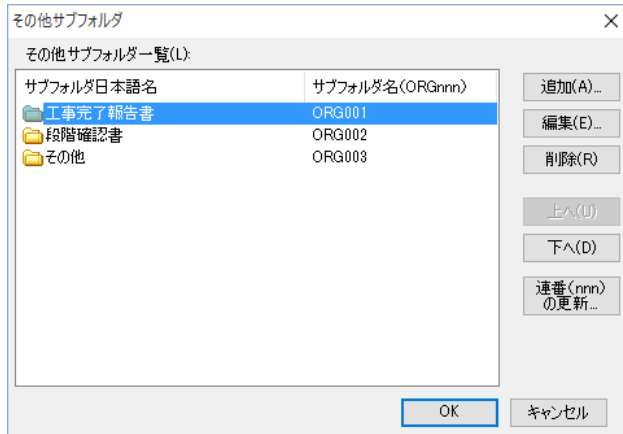 その他サブフォルダ
その他サブフォルダ一覧(L):
サブフォルダ日本語名 サブフォルダ名(ORGnnn)
工事完了報告書 ORG001
段階確認書 ORG002
その他 ORG003
追加(A)...
編集(E)...
削除(R)
上へ(U)
下へ(D)
連番(nnn)
の更新...
OK キャンセル